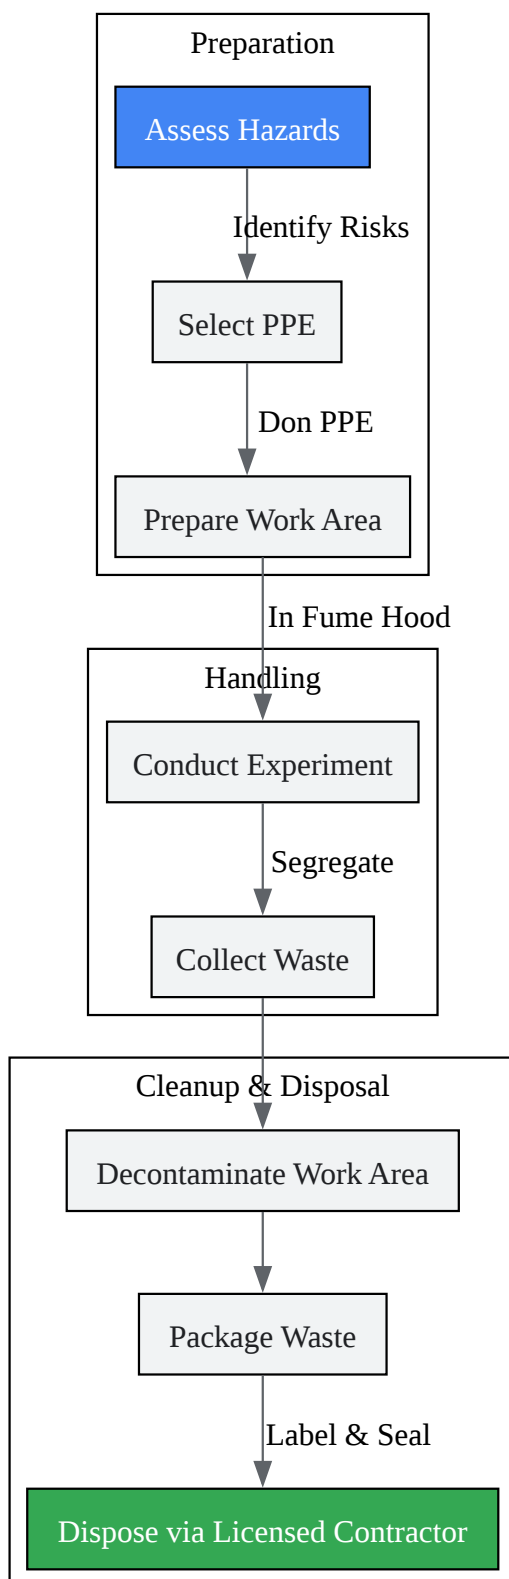 Preparation
Assess Hazards
Identify Risks
Select PPE
Don PPE
Prepare Work Area
In Fume Hood
Handling
Conduct Experiment
Segregate
Collect Waste
Cleanup & Disposal
Decontaminate Work Area
Package Waste
Label & Seal
Dispose via Licensed Contractor